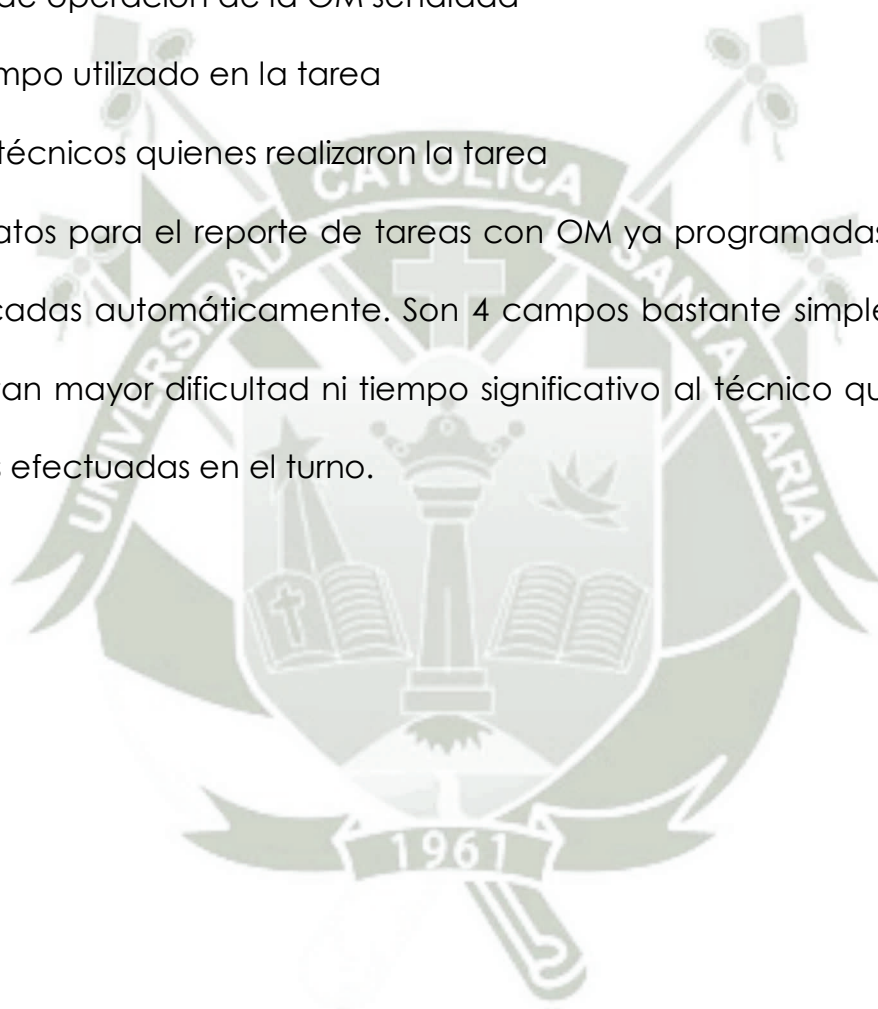 de operación de la OM señalada
mpo utilizado en la tarea
técnicos quienes realizaron la tarea
atos para el reporte de tareas con OM ya programadas
cadas automáticamente. Son 4 campos bastante simple
an mayor dificultad ni tiempo significativo al técnico qu
s efectuadas en el turno.
UNIVERSIDAD CATOLICA SANTA MARIA
1961